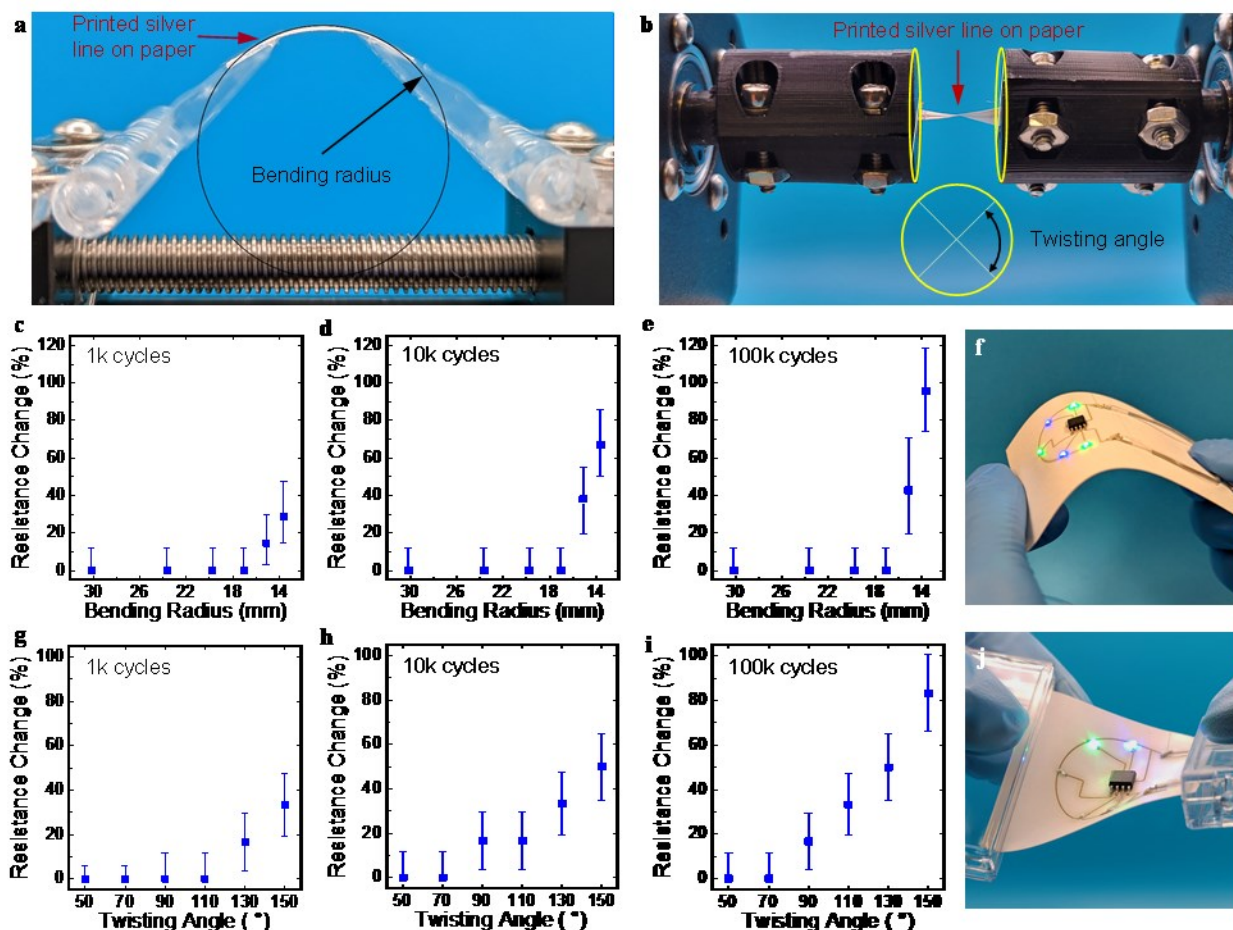 a
Printed silver
line on paper
Bending radius
b
Printed silver line on paper
Twisting angle
c
1k cycles
Resistance Change (%)
120
100
80
60
40
20
0
30 26 22 18 14
Bending Radius (mm)
d
10k cycles
Resistance Change (%)
120
100
80
60
40
20
0
30 26 22 18 14
Bending Radius (mm)
e
100k cycles
Resistance Change (%)
120
100
80
60
40
20
0
30 26 22 18 14
Bending Radius (mm)
f
g
1k cycles
Resistance Change (%)
100
80
60
40
20
0
50 70 90 110 130 150
Twisting Angle (°)
h
10k cycles
Resistance Change (%)
100
80
60
40
20
0
50 70 90 110 130 150
Twisting Angle (°)
i
100k cycles
Resistance Change (%)
100
80
60
40
20
0
50 70 90 110 130 150
Twisting Angle (°)
j